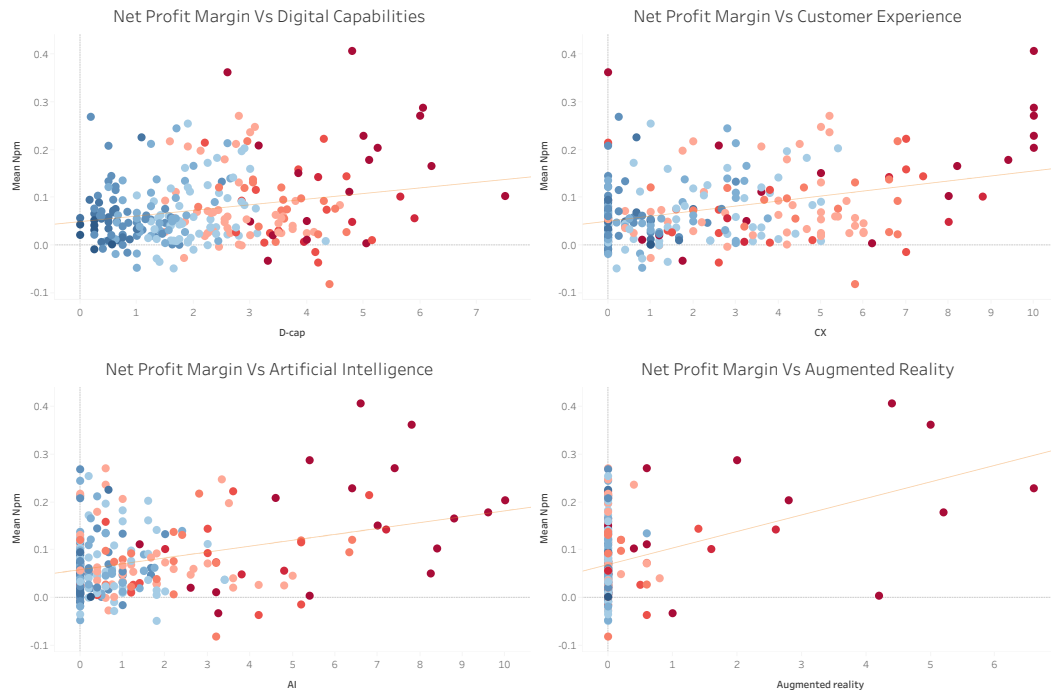 Net Profit Margin Vs Digital Capabilities
0.4
0.3
0.2
0.1
0.0
-0.1
Mean Npm
0 1 2 3 4 5 6 7
D-cap
Net Profit Margin Vs Customer Experience
0.4
0.3
0.2
0.1
0.0
-0.1
Mean Npm
0 1 2 3 4 5 6 7 8 9 10
CX
Net Profit Margin Vs Artificial Intelligence
0.4
0.3
0.2
0.1
0.0
-0.1
Mean Npm
0 1 2 3 4 5 6 7 8 9 10
AI
Net Profit Margin Vs Augmented Reality
0.4
0.3
0.2
0.1
0.0
-0.1
Mean Npm
0 1 2 3 4 5 6
Augmented reality